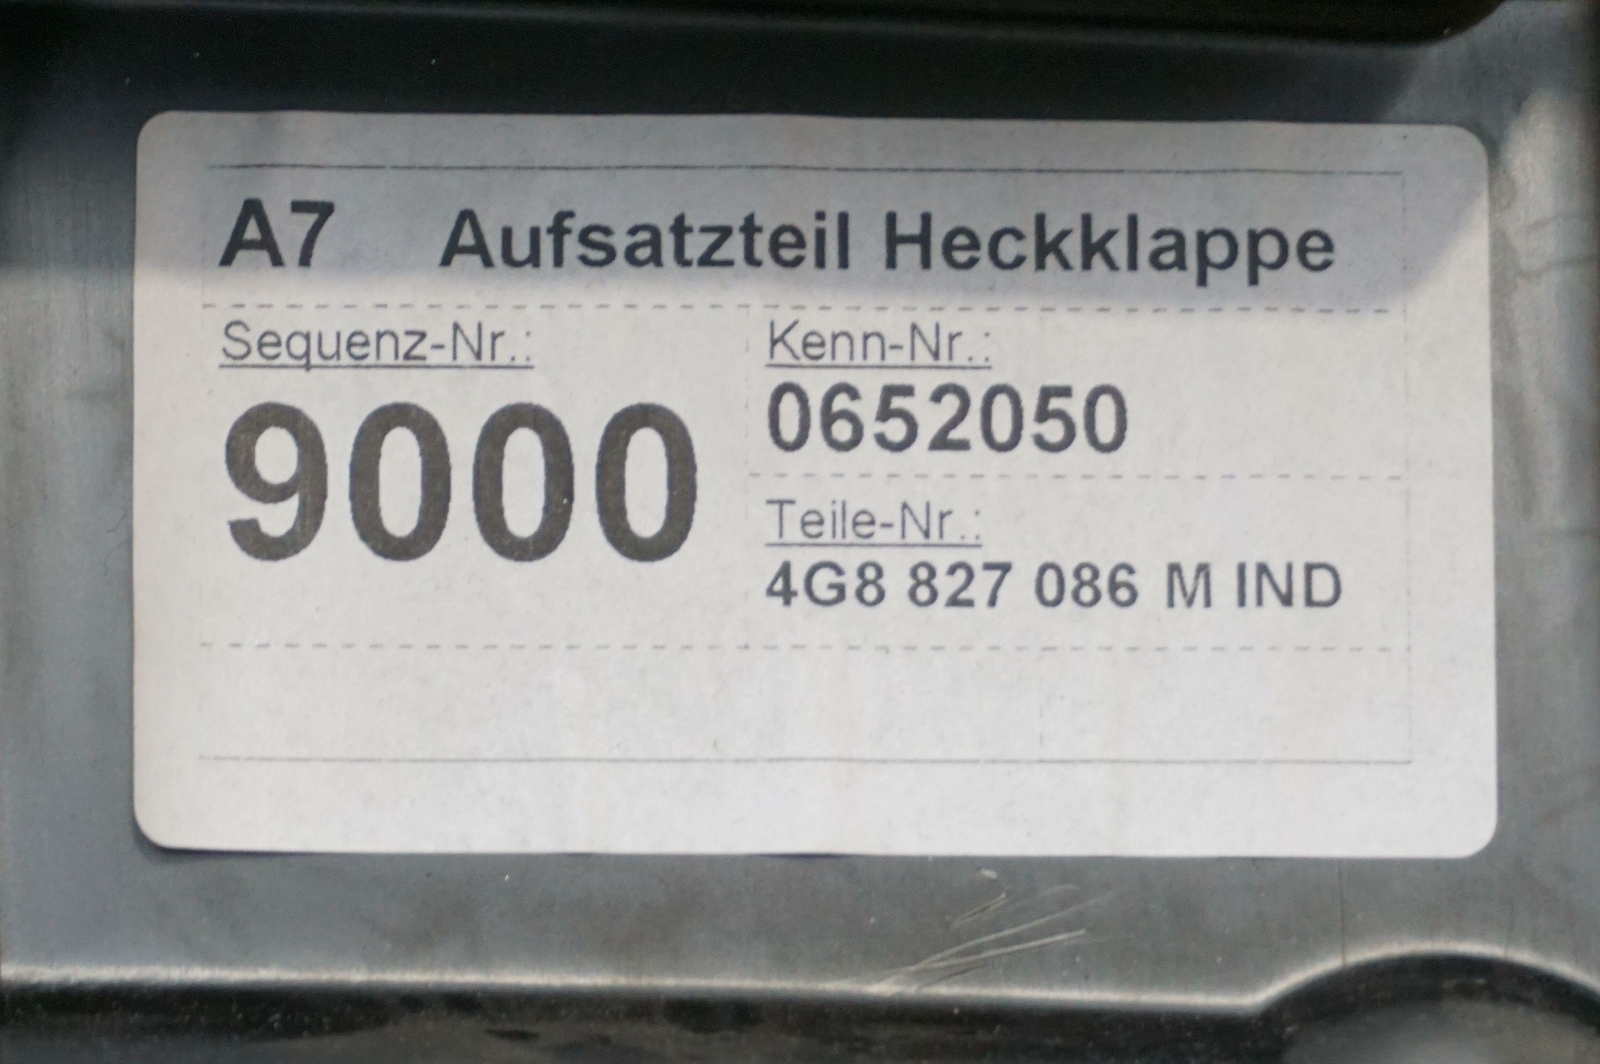 A7 Aufsatzteil Heckklappe
Sequenz-Nr.:
9000
Kenn-Nr.:
0652050
Teile-Nr.:
4G8 827 086 M IND